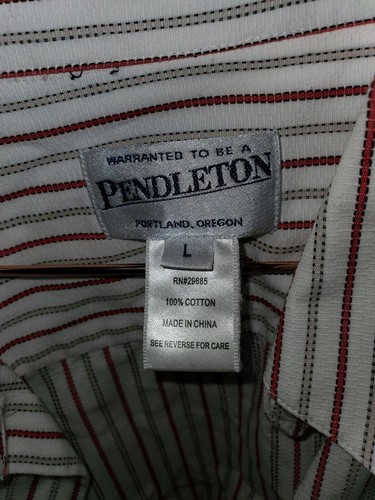 WARRANTED TO BE A
PENDLETON
PORTLAND, OREGON
L
RN#29685
100% COTTON
MADE IN CHINA
SEE REVERSE FOR CARE